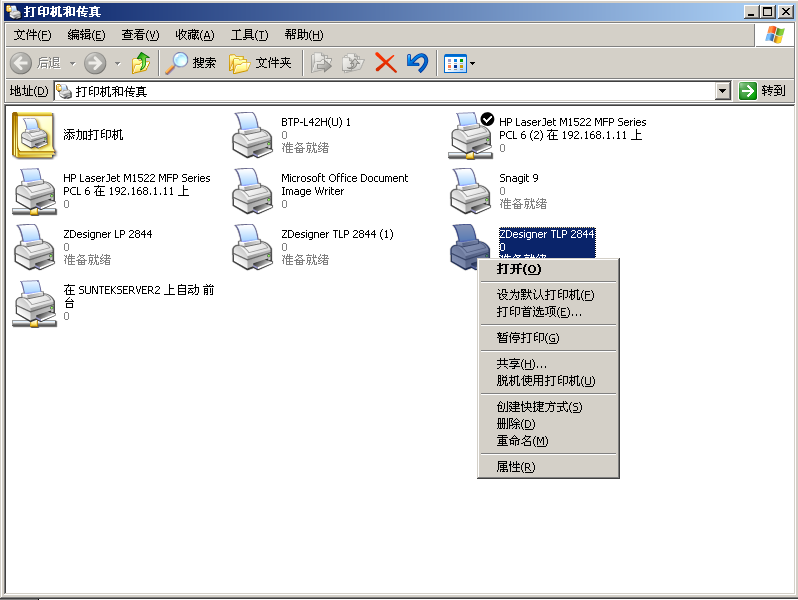 打印机和传真
文件(F) 编辑(E) 查看(V) 收藏(A) 工具(T) 帮助(H)
后退 搜索 文件夹
地址(D) 打印机和传真 转到
添加打印机
BTP-L42H(U) 1
0
准备就绪
HP LaserJet M1522 MFP Series
PCL 6 (2) 在 192.168.1.11 上
0
HP LaserJet M1522 MFP Series
PCL 6 在 192.168.1.11 上
0
Microsoft Office Document
Image Writer
0
Snagit 9
0
准备就绪
ZDesigner LP 2844
0
准备就绪
ZDesigner TLP 2844 (1)
0
准备就绪
ZDesigner TLP 2844
0
准备就绪
在 SUNTEKSERVER2 上自动 前
台
0
打开(O)
设为默认打印机(F)
打印首选项(E)...
暂停打印(G)
共享(H)...
脱机使用打印机(U)
创建快捷方式(S)
删除(D)
重命名(M)
属性(R)